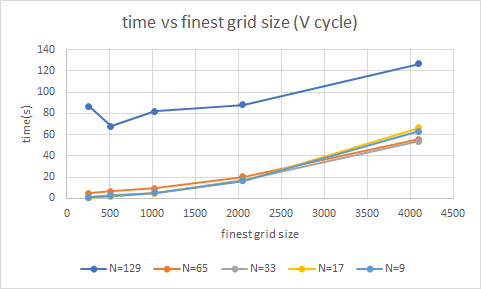 time vs finest grid size (V cycle)
140
120
100
80
60
40
20
0
time(s)
0 500 1000 1500 2000 2500 3000 3500 4000 4500
finest grid size
N=129 N=65 N=33 N=17 N=9